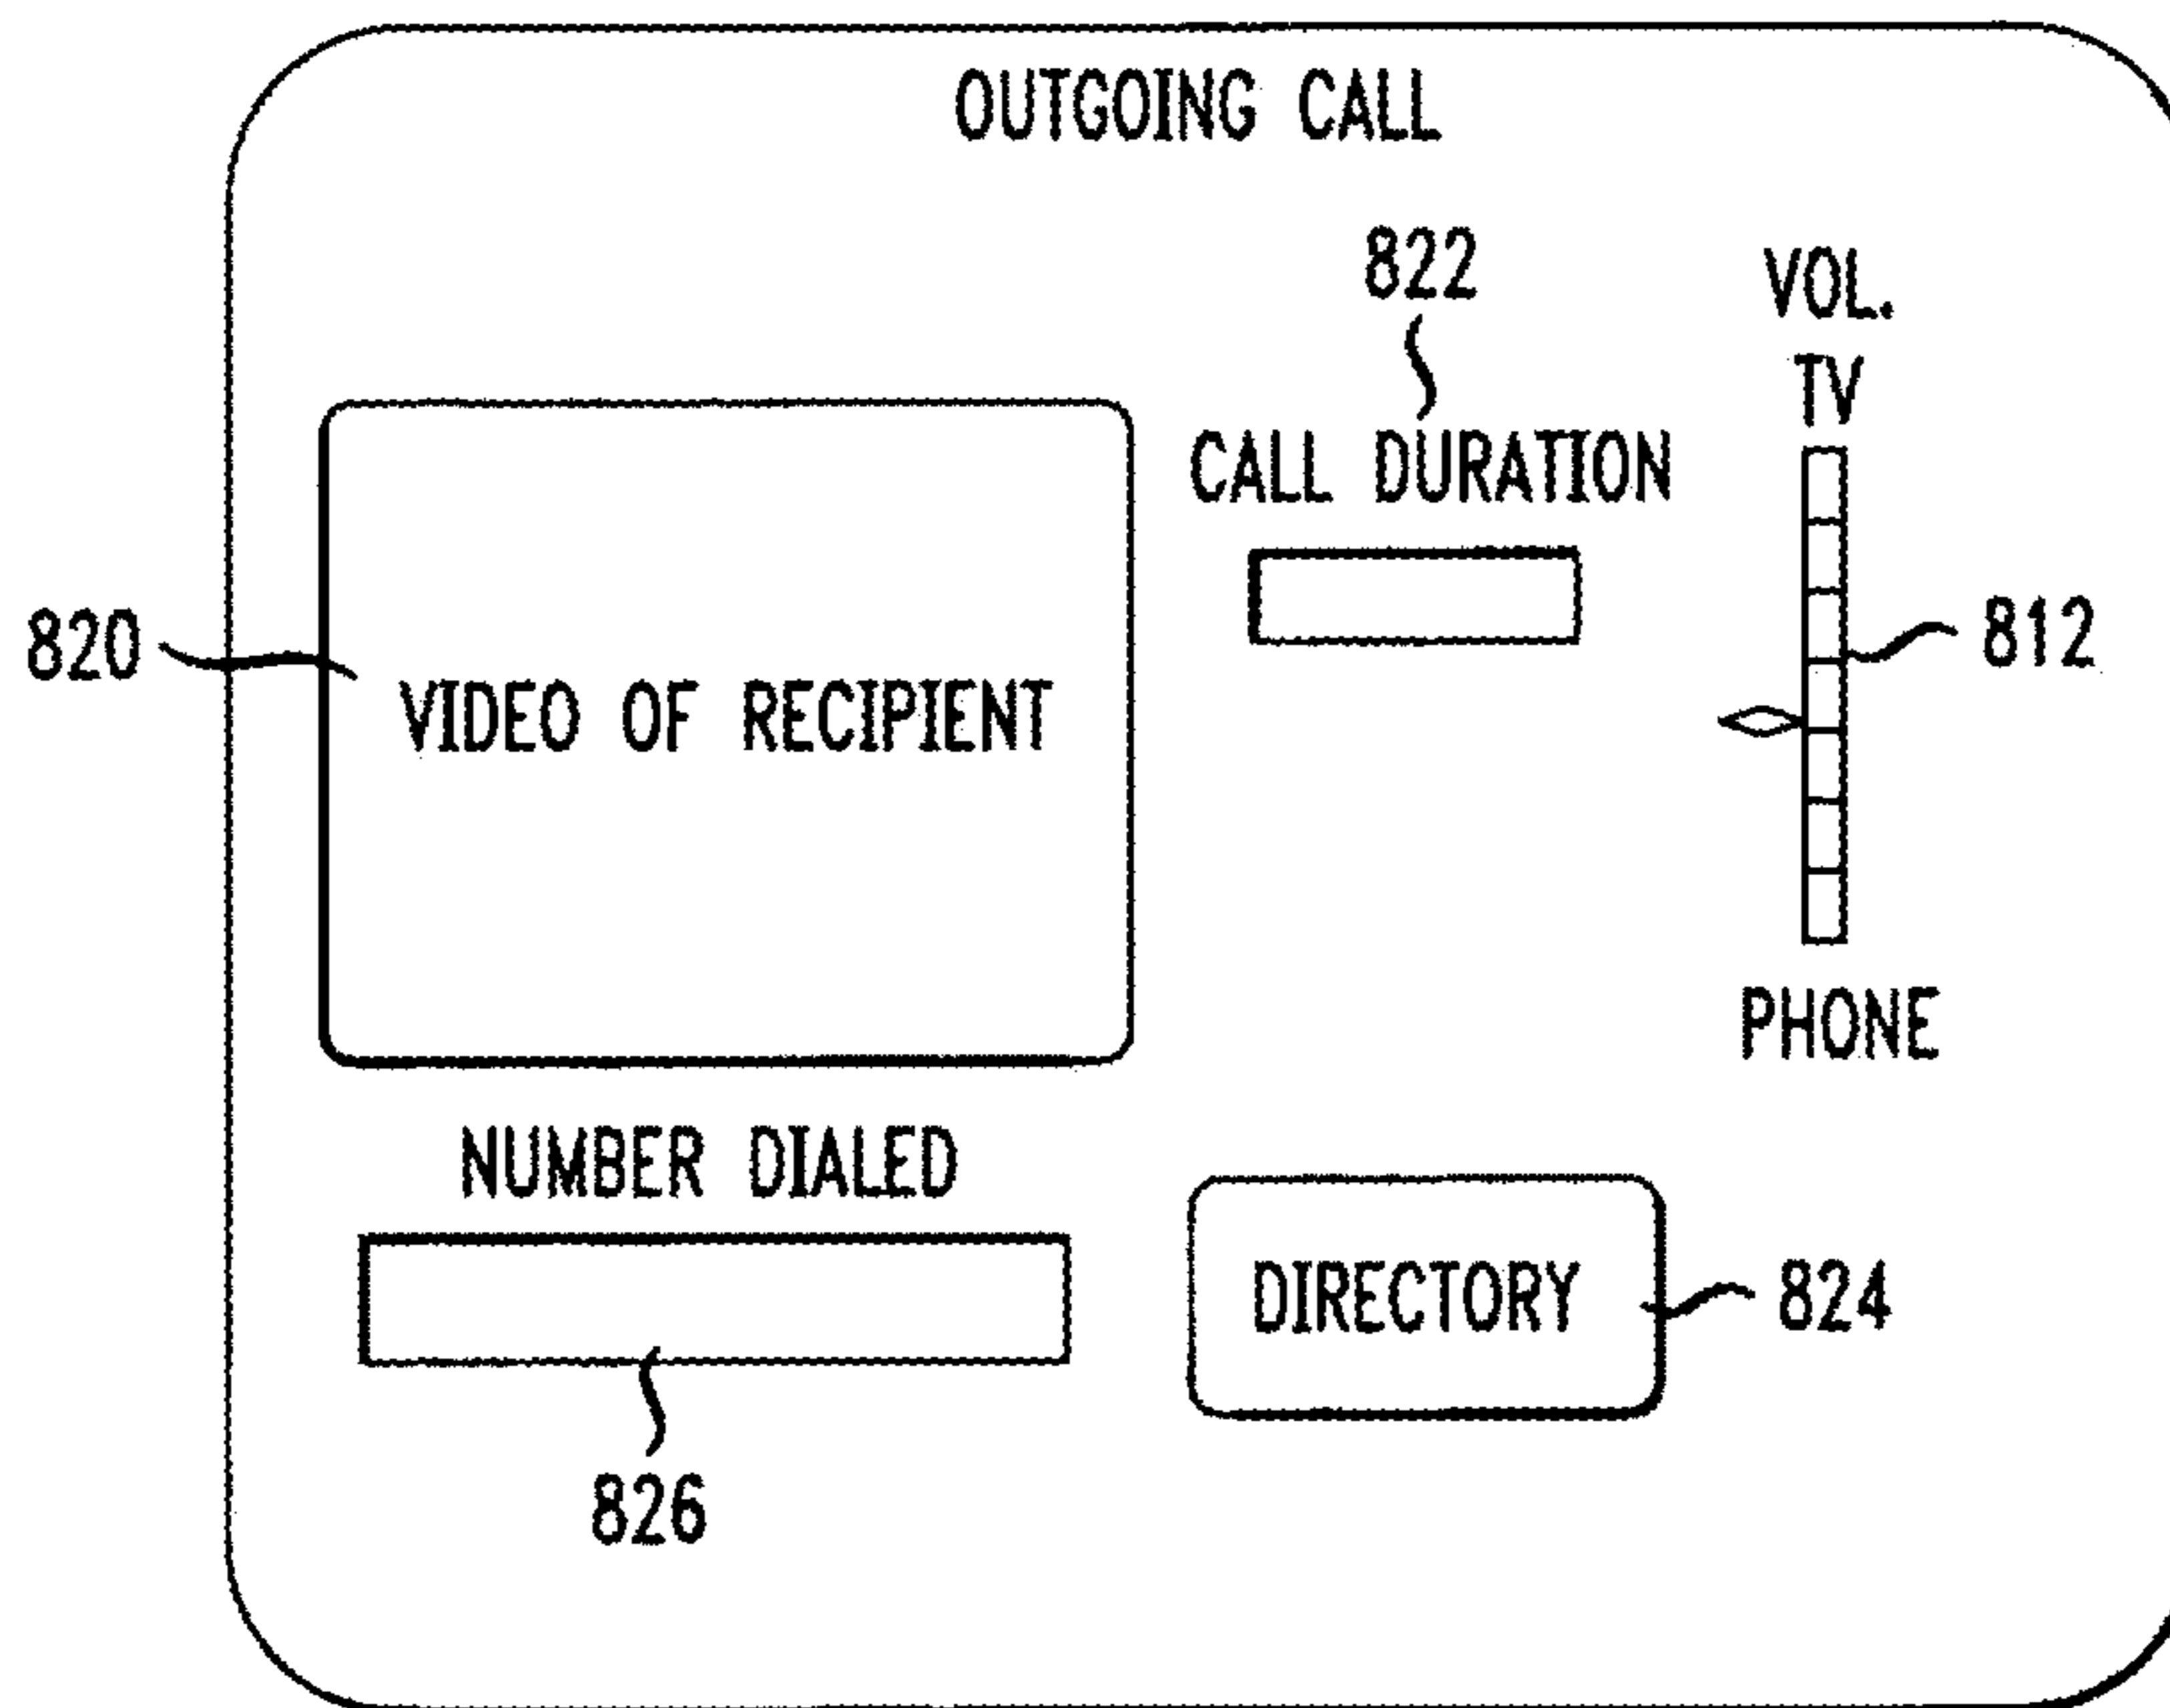 OUTGOING CALL
822
VOL.
TV
CALL DURATION
820
812
VIDEO OF RECIPIENT
PHONE
NUMBER DIALED
DIRECTORY
824
826